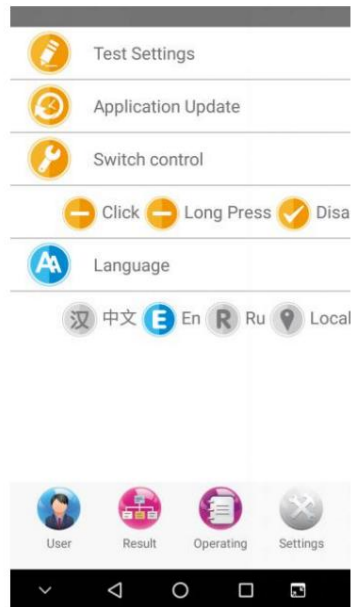 Test Settings
Application Update
Switch control
Click Long Press Disa
AA Language
汉 中文 E En R Ru Local
User Result Operating Settings